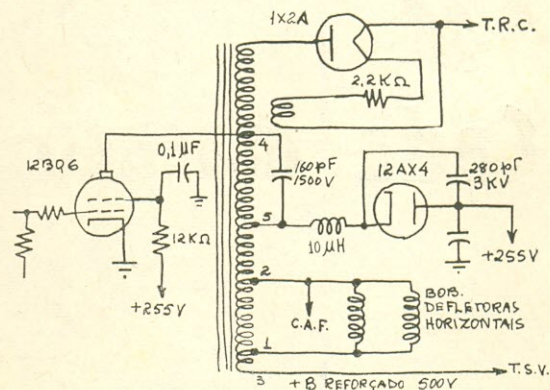 1X2A
T.R.C.
2,2KΩ
4
12BQ6
0,1µF
160pF
1500V
12AX4
280pF
3KV
5
10µH
12KΩ
+255V
+255V
2
C.A.F.
BOB.
DEFLETORAS
HORIZONTAIS
1
3
+B REFORÇADO 500V
T.S.V.